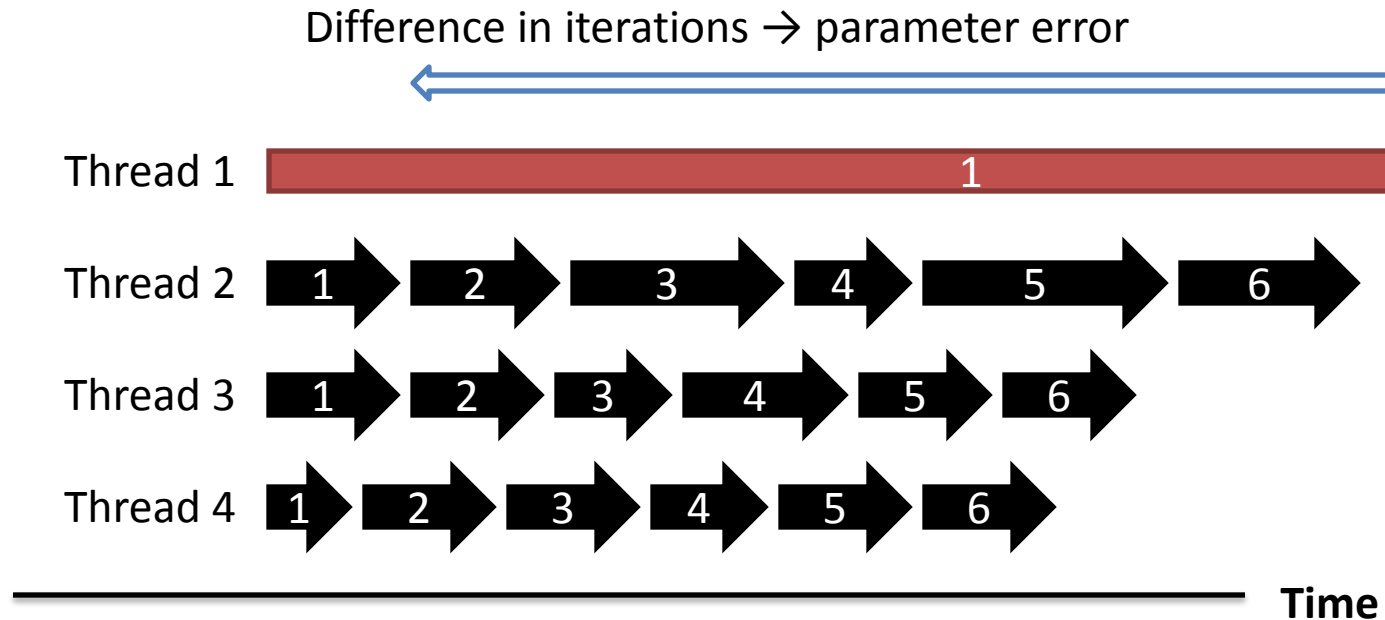 Difference in iterations → parameter error
Thread 1 1
Thread 2 1 2 3 4 5 6
Thread 3 1 2 3 4 5 6
Thread 4 1 2 3 4 5 6
Time